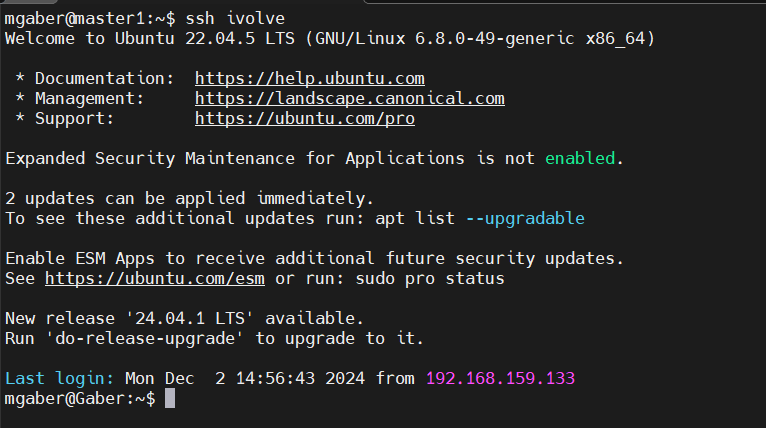 mgaber@master1:~$ ssh ivolve
Welcome to Ubuntu 22.04.5 LTS (GNU/Linux 6.8.0-49-generic x86_64)
* Documentation:  https://help.ubuntu.com
* Management:     https://landscape.canonical.com
* Support:        https://ubuntu.com/pro
Expanded Security Maintenance for Applications is not enabled.
2 updates can be applied immediately.
To see these additional updates run: apt list --upgradable
Enable ESM Apps to receive additional future security updates.
See https://ubuntu.com/esm or run: sudo pro status
New release '24.04.1 LTS' available.
Run 'do-release-upgrade' to upgrade to it.
Last login: Mon Dec  2 14:56:43 2024 from 192.168.159.133
mgaber@Gaber:~$